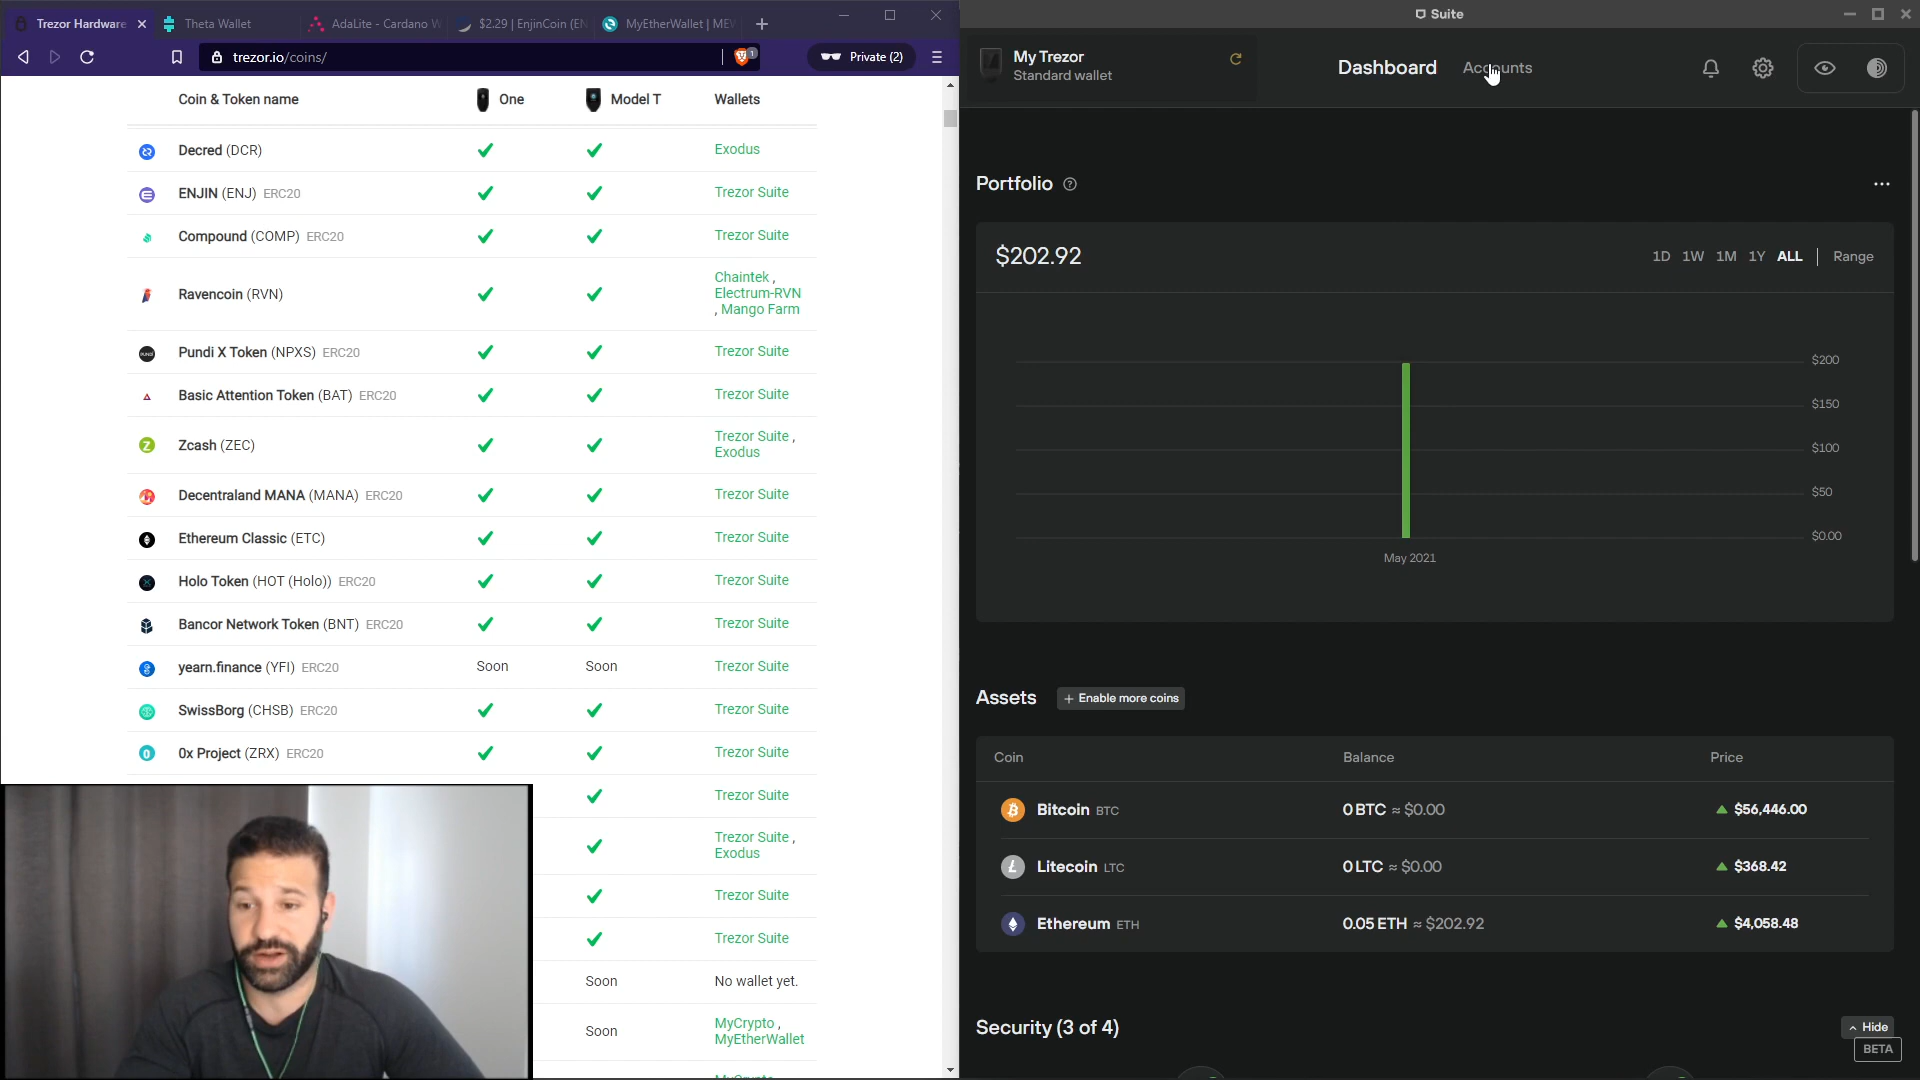 Trezor Hardware
Theta Wallet
AdaLite - Cardano W
$2.29 | EnjinCoin (EN
MyEtherWallet | MEW
trezor.io/coins/
1
Private (2)
Coin & Token name
One
Model T
Wallets
Decred (DCR)
Exodus
ENJIN (ENJ) ERC20
Trezor Suite
Compound (COMP) ERC20
Trezor Suite
Ravencoin (RVN)
Chaintek ,
Electrum-RVN
, Mango Farm
Pundi X Token (NPXS) ERC20
Trezor Suite
Basic Attention Token (BAT) ERC20
Trezor Suite
Zcash (ZEC)
Trezor Suite ,
Exodus
Decentraland MANA (MANA) ERC20
Trezor Suite
Ethereum Classic (ETC)
Trezor Suite
Holo Token (HOT (Holo)) ERC20
Trezor Suite
Bancor Network Token (BNT) ERC20
Trezor Suite
yearn.finance (YFI) ERC20
Soon
Soon
Trezor Suite
SwissBorg (CHSB) ERC20
Trezor Suite
0x Project (ZRX) ERC20
Trezor Suite
Trezor Suite
Trezor Suite ,
Exodus
Trezor Suite
Trezor Suite
Soon
No wallet yet.
Soon
MyCrypto ,
MyEtherWallet
Suite
My Trezor
Standard wallet
Dashboard
Accounts
Portfolio
$202.92
1D 1W 1M 1Y ALL | Range
$200
$150
$100
$50
$0.00
May 2021
Assets
+ Enable more coins
Coin
Balance
Price
Bitcoin BTC
0 BTC ≈ $0.00
$56,446.00
Litecoin LTC
0 LTC ≈ $0.00
$368.42
Ethereum ETH
0.05 ETH ≈ $202.92
$4,058.48
Security (3 of 4)
Hide
BETA